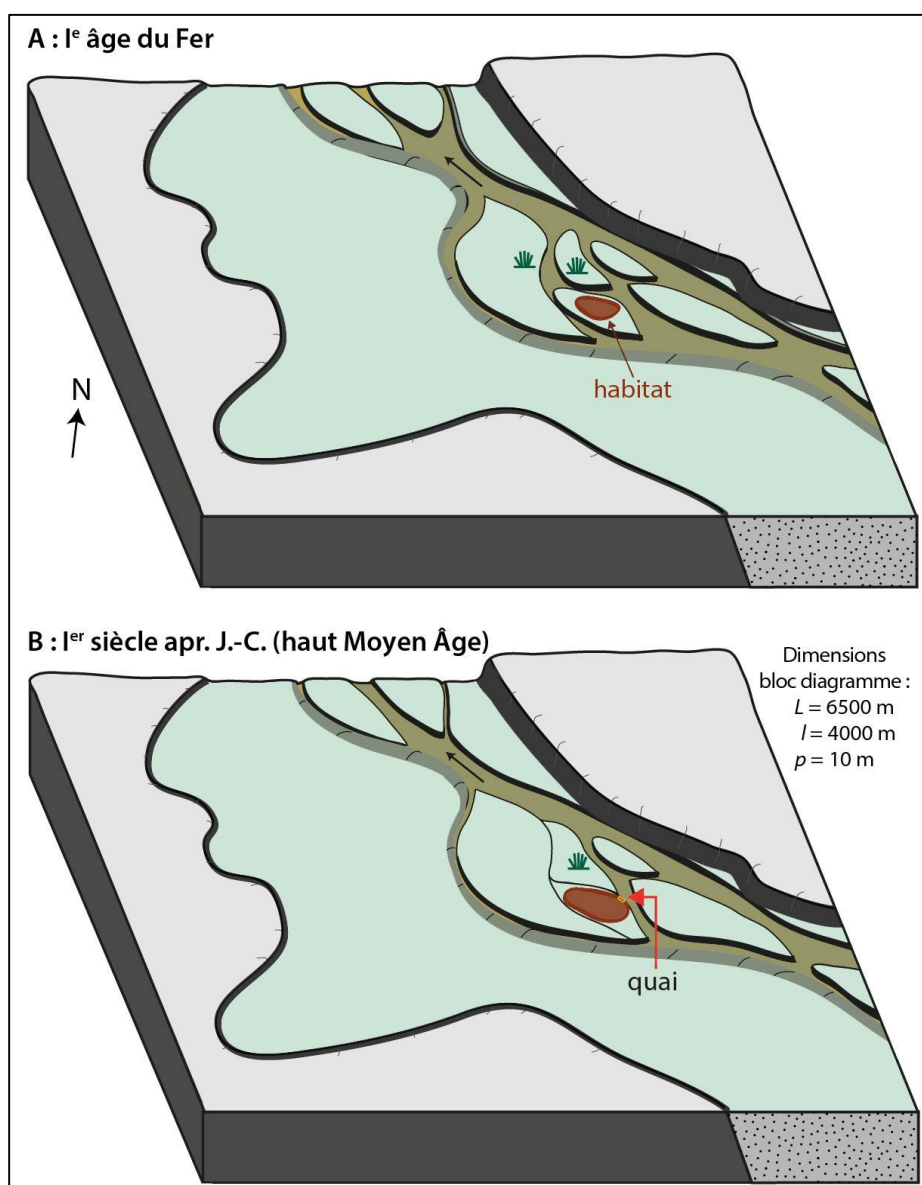 A : Iᵉ âge du Fer
N
habitat
B : Iᵉʳ siècle apr. J.-C. (haut Moyen Âge)
Dimensions
bloc diagramme :
L = 6500 m
l = 4000 m
p = 10 m
quai